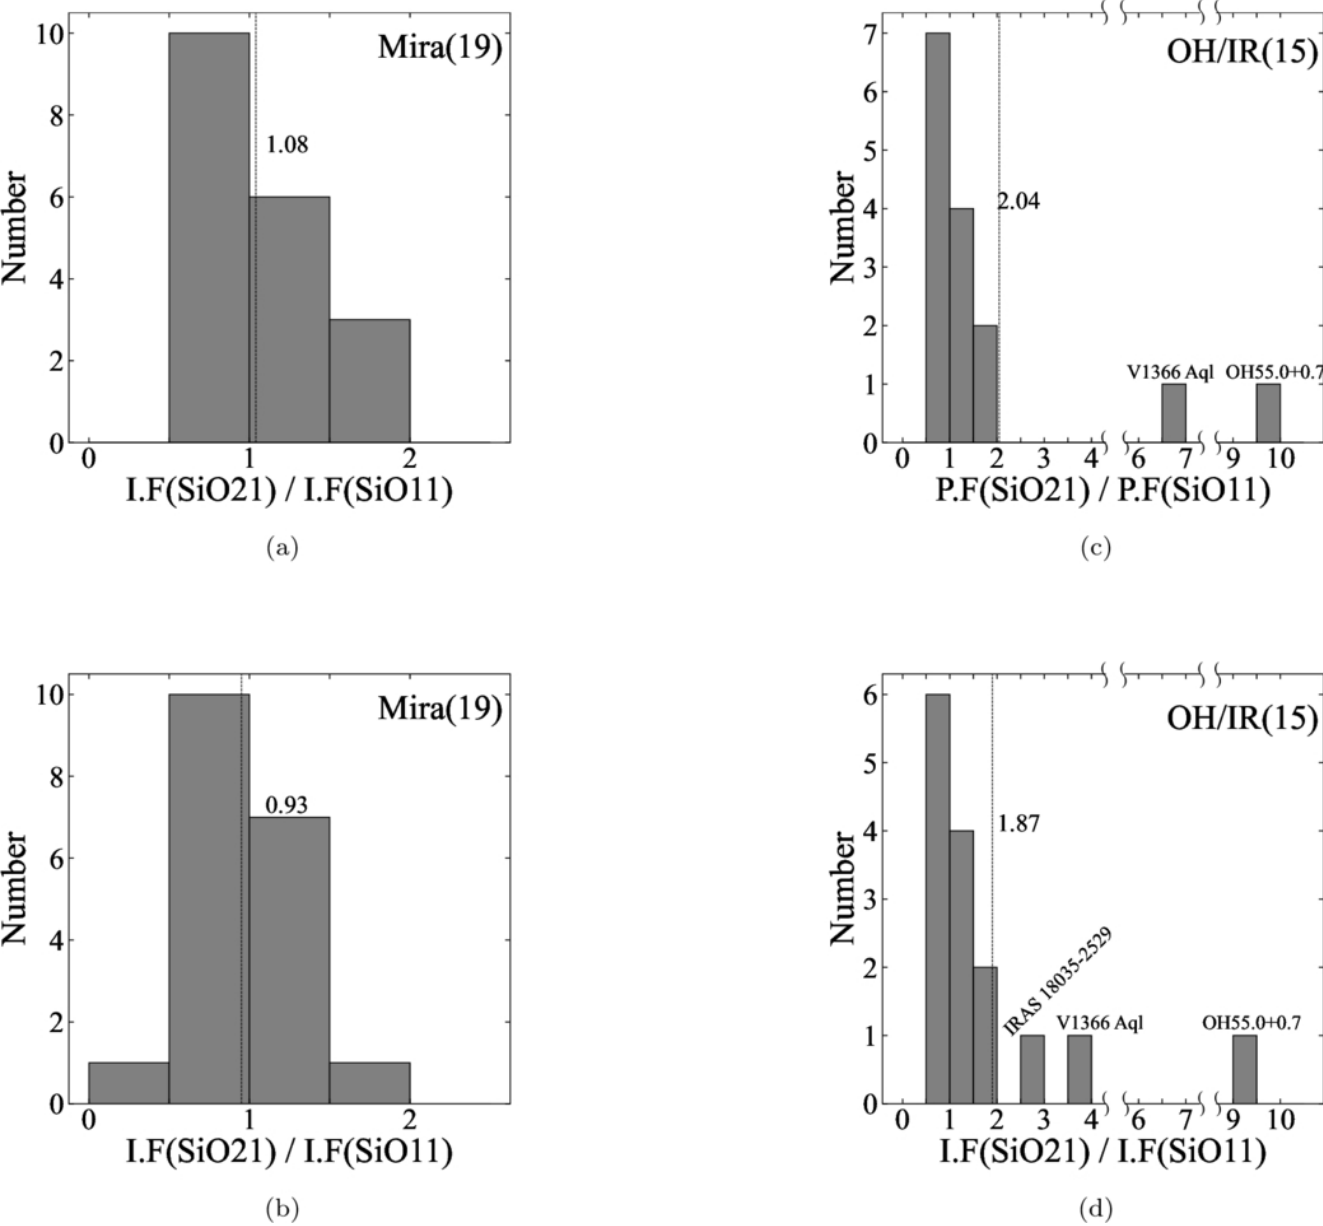 Mira(19)
1.08
Number
10
8
6
4
2
0
0 1 2
I.F(SiO21) / I.F(SiO11)
(a)
OH/IR(15)
2.04
V1366 Aql OH55.0+0.7
Number
7
6
5
4
3
2
1
0
0 1 2 3 4 6 7 9 10
P.F(SiO21) / P.F(SiO11)
(c)
Mira(19)
0.93
Number
10
8
6
4
2
0
0 1 2
I.F(SiO21) / I.F(SiO11)
(b)
OH/IR(15)
1.87
IRAS 18035-2529
V1366 Aql OH55.0+0.7
Number
6
5
4
3
2
1
0
0 1 2 3 4 6 7 9 10
I.F(SiO21) / I.F(SiO11)
(d)